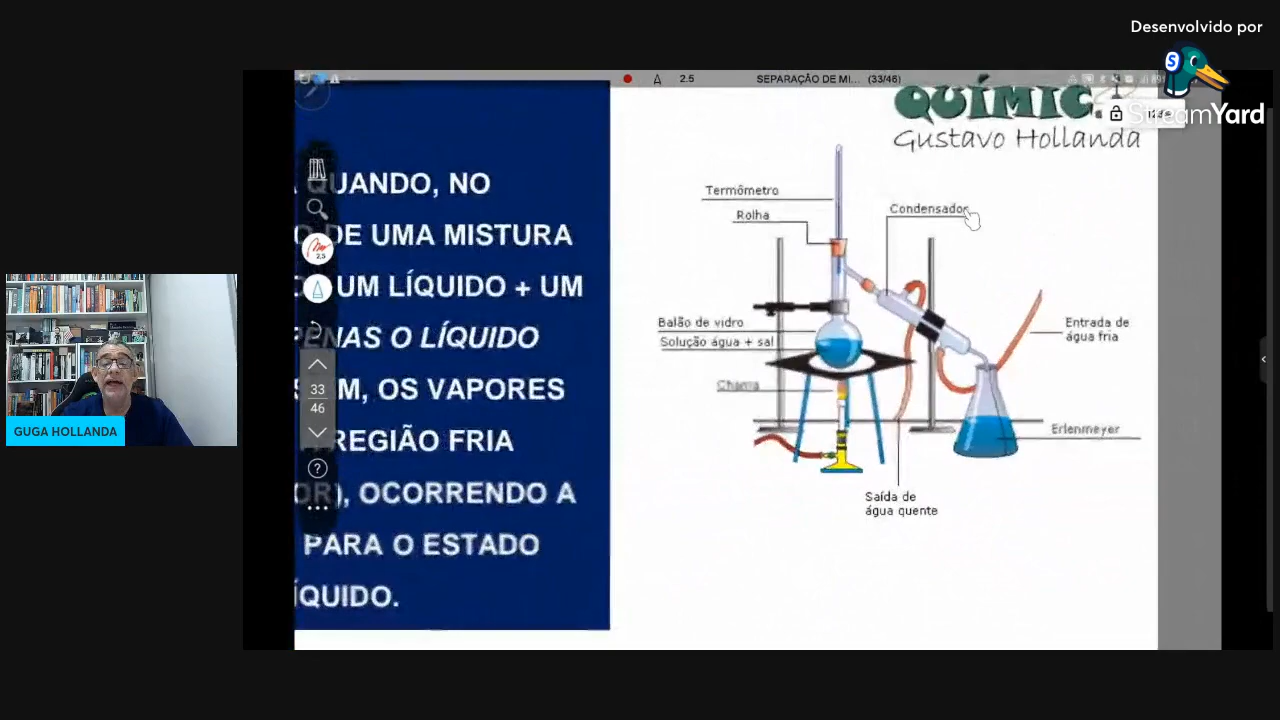 Desenvolvido por
StreamYard
2.5
SEPARAÇÃO DE MI... (33/46)
QUÍMIC
Gustavo Hollanda
QUANDO, NO
DE UMA MISTURA
UM LÍQUIDO + UM
O LÍQUIDO
M, OS VAPORES
REGIÃO FRIA
OCORRENDO A
PARA O ESTADO
ÍQUIDO.
2.5
33
46
?
Termômetro
Rolha
Condensador
Balão de vidro
Solução água + sal
Chama
Entrada de
água fria
Erlenmeyer
Saída de
água quente
GUGA HOLLANDA